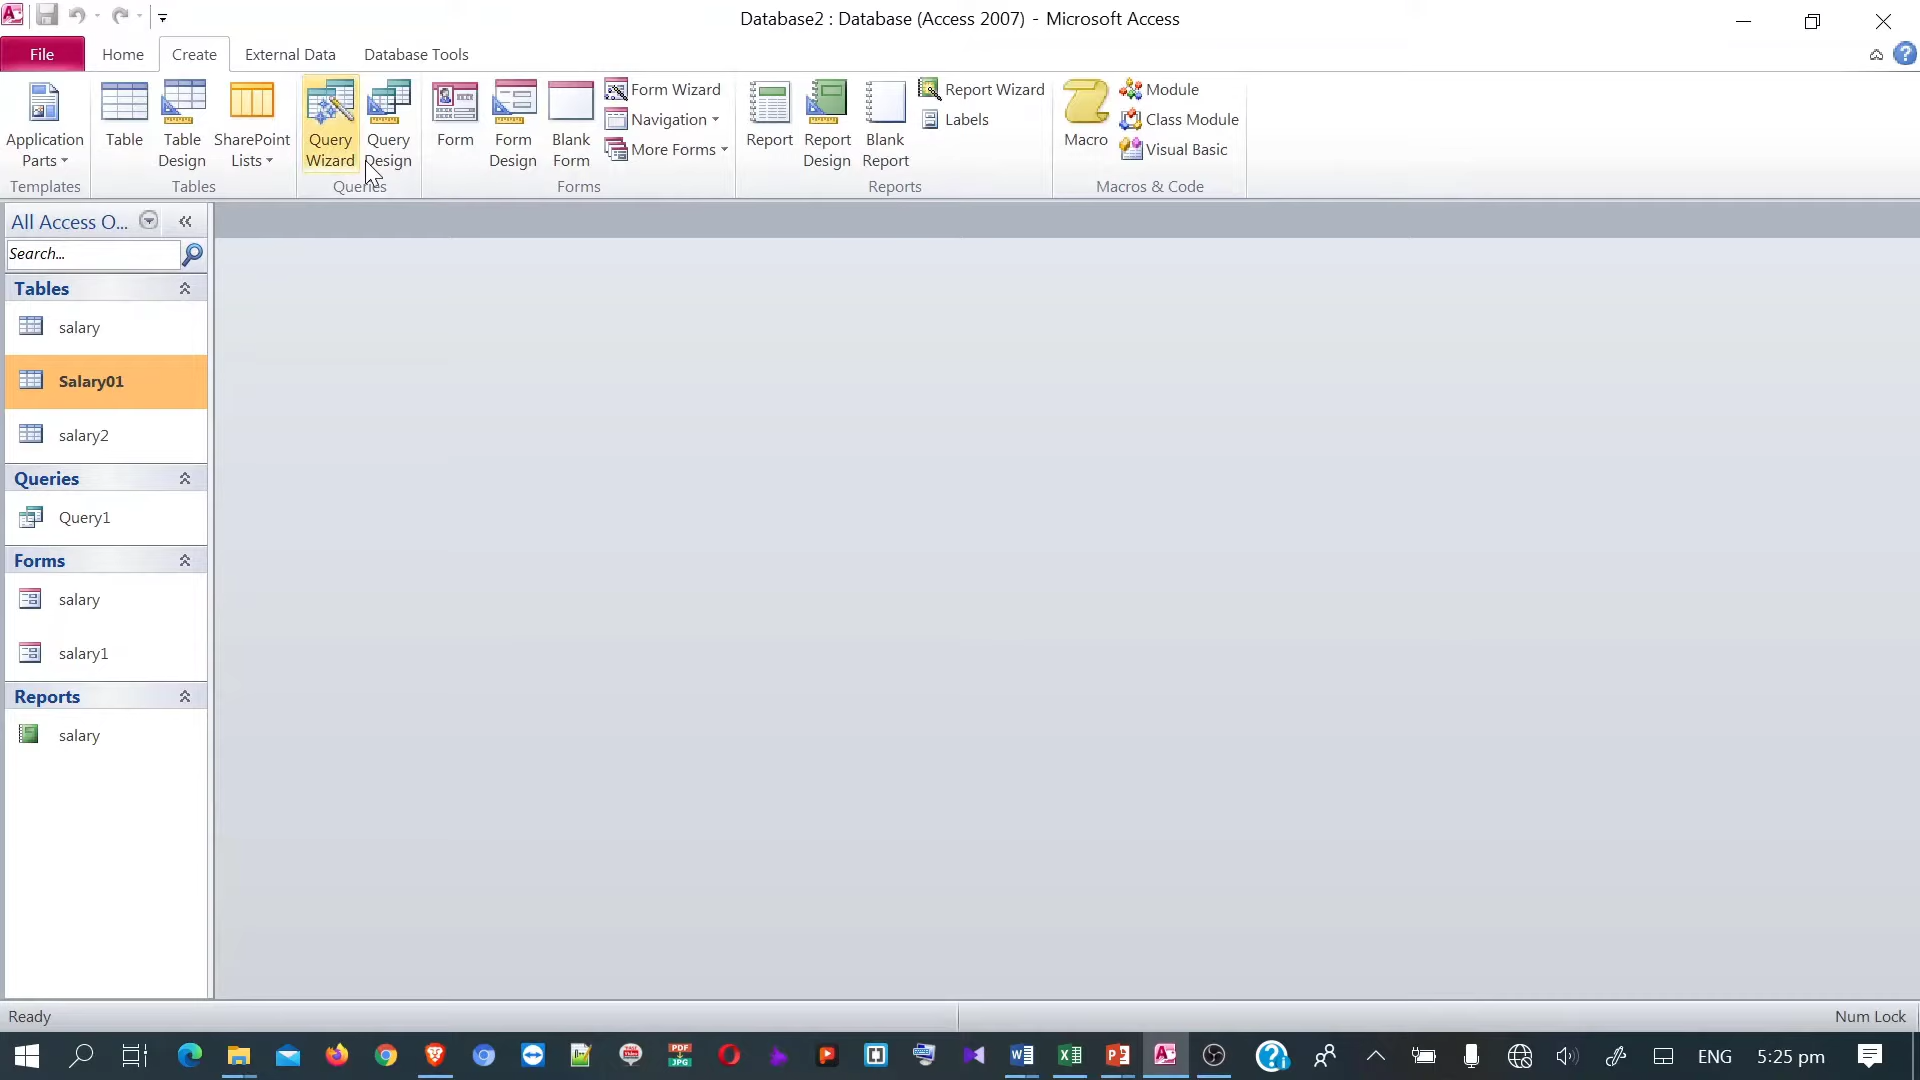 Database2 : Database (Access 2007) - Microsoft Access
File Home Create External Data Database Tools
Application Parts
Table
Table Design
SharePoint Lists
Query Wizard
Query Design
Form
Form Design
Blank Form
Form Wizard
Navigation
More Forms
Report
Report Design
Blank Report
Report Wizard
Labels
Macro
Module
Class Module
Visual Basic
Templates Tables Queries Forms Reports Macros & Code
All Access O...
Search...
Tables
salary
Salary01
salary2
Queries
Query1
Forms
salary
salary1
Reports
salary
Ready Num Lock
ENG 5:25 pm